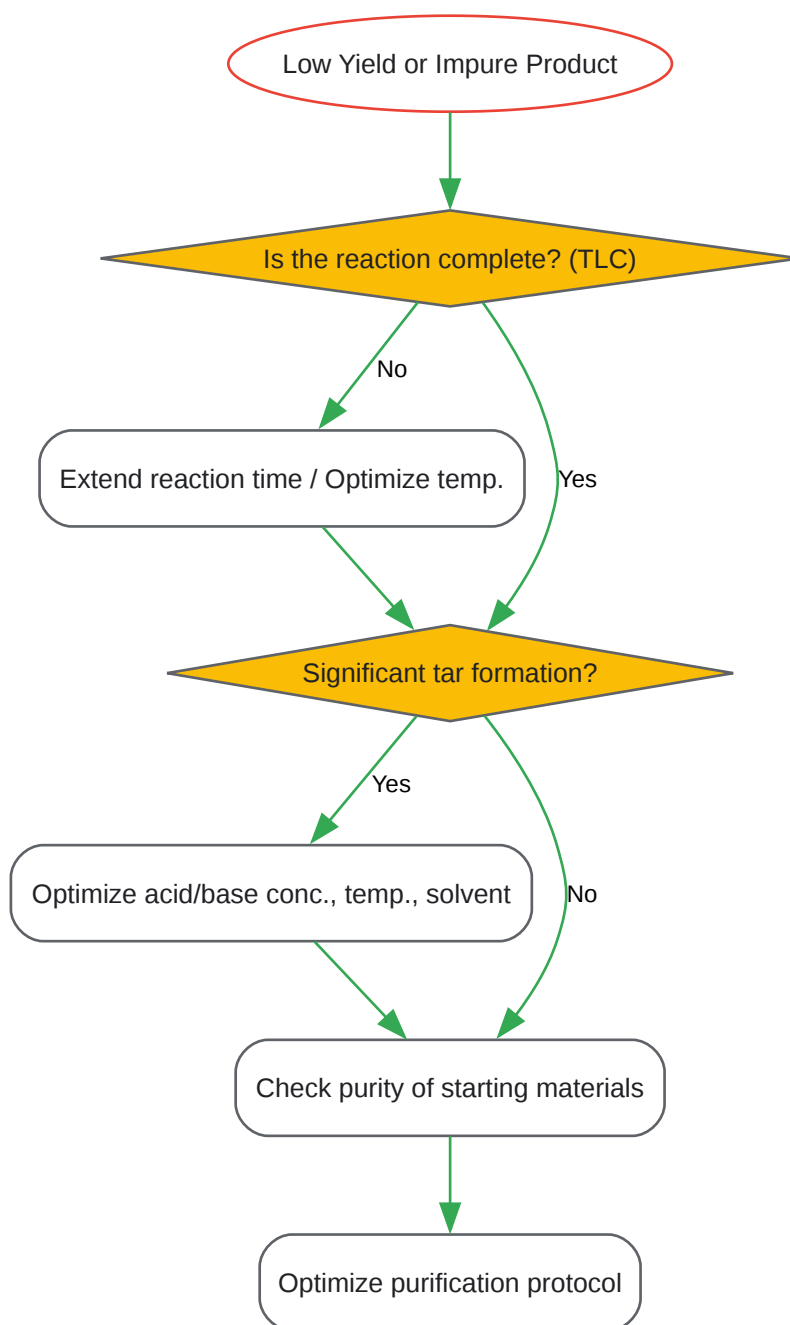 Low Yield or Impure Product
Is the reaction complete? (TLC)
No
Extend reaction time / Optimize temp.
Yes
Significant tar formation?
Yes
Optimize acid/base conc., temp., solvent
No
Check purity of starting materials
Optimize purification protocol